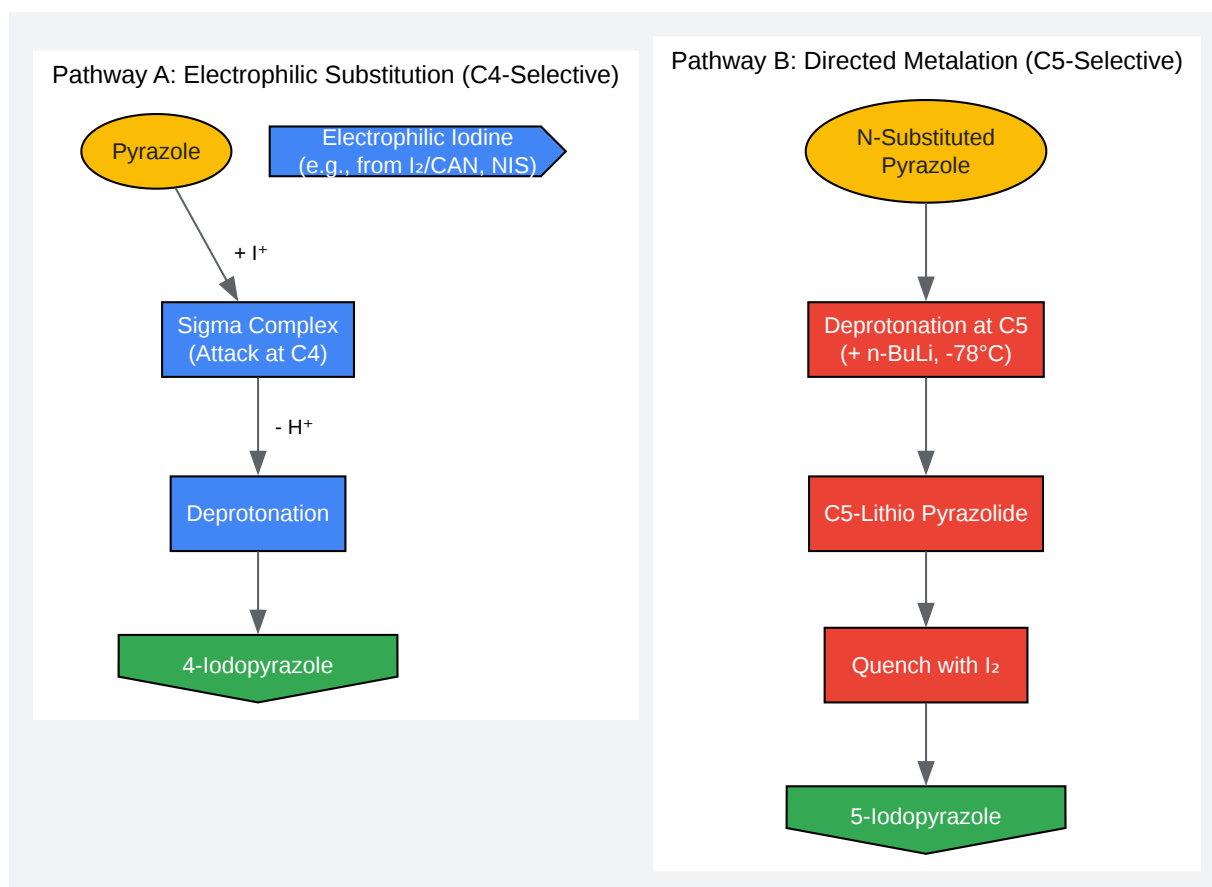 Pathway A: Electrophilic Substitution (C4-Selective)
Pyrazole
Electrophilic Iodine
(e.g., from I₂/CAN, NIS)
+ I⁺
Sigma Complex
(Attack at C4)
- H⁺
Deprotonation
4-Iodopyrazole
Pathway B: Directed Metalation (C5-Selective)
N-Substituted
Pyrazole
Deprotonation at C5
(+ n-BuLi, -78°C)
C5-Lithio Pyrazolide
Quench with I₂
5-Iodopyrazole